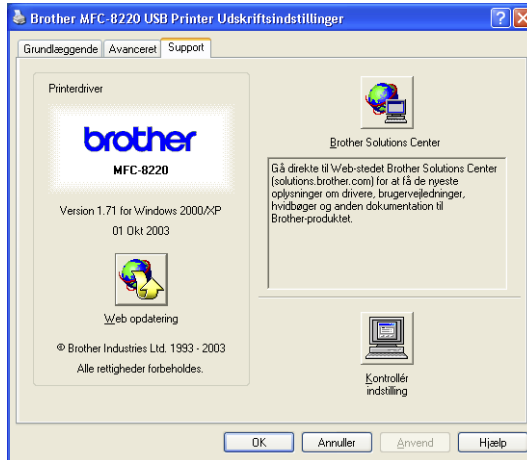 Brother MFC-8220 USB Printer Udskriftsindstillinger
Grundlæggende Avanceret Support
Printerdriver
brother
MFC-8220
Version 1.71 for Windows 2000/XP
01 Okt 2003
Web opdatering
© Brother Industries Ltd. 1993 - 2003
Alle rettigheder forbeholdes.
Brother Solutions Center
Gå direkte til Web-stedet Brother Solutions Center
(solutions.brother.com) for at få de nyeste
oplysninger om drivere, brugervejledninger,
hvidbøger og anden dokumentation til
Brother-produktet.
Kontrollér
indstilling
OK Annuller Anvend Hjælp